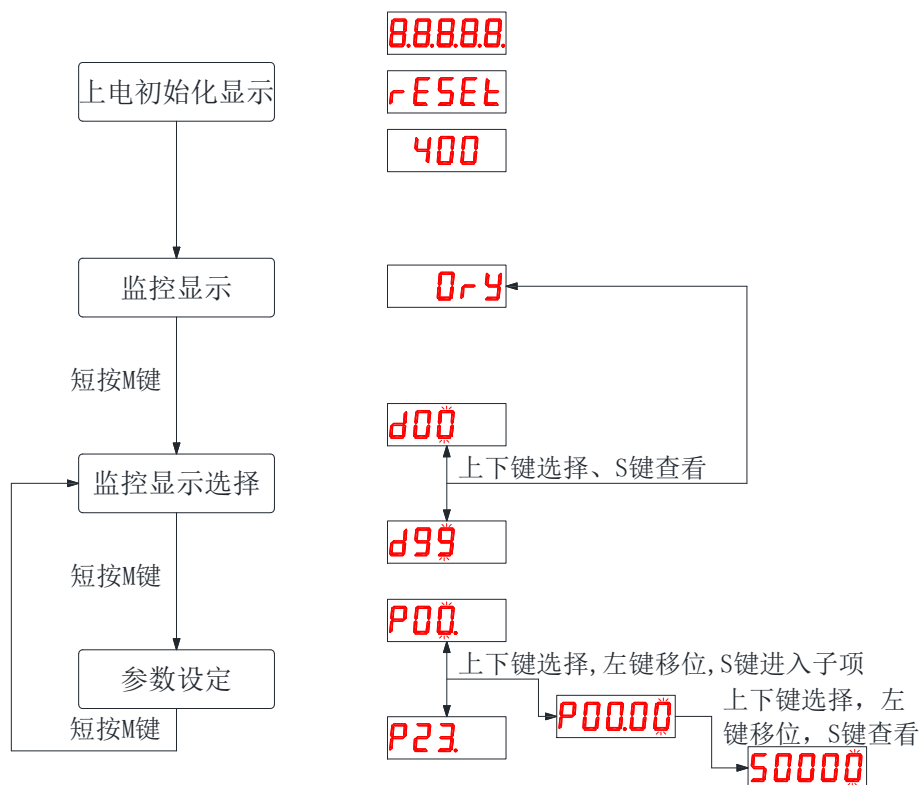 8.8.8.8.8.
上电初始化显示
rESEt
400
监控显示
0rY
短按M键
d00
上下键选择、S键查看
监控显示选择
d99
短按M键
P00.
上下键选择,左键移位,S键进入子项
参数设定
P00.00
上下键选择，左
键移位，S键查看
短按M键
P23.
50000